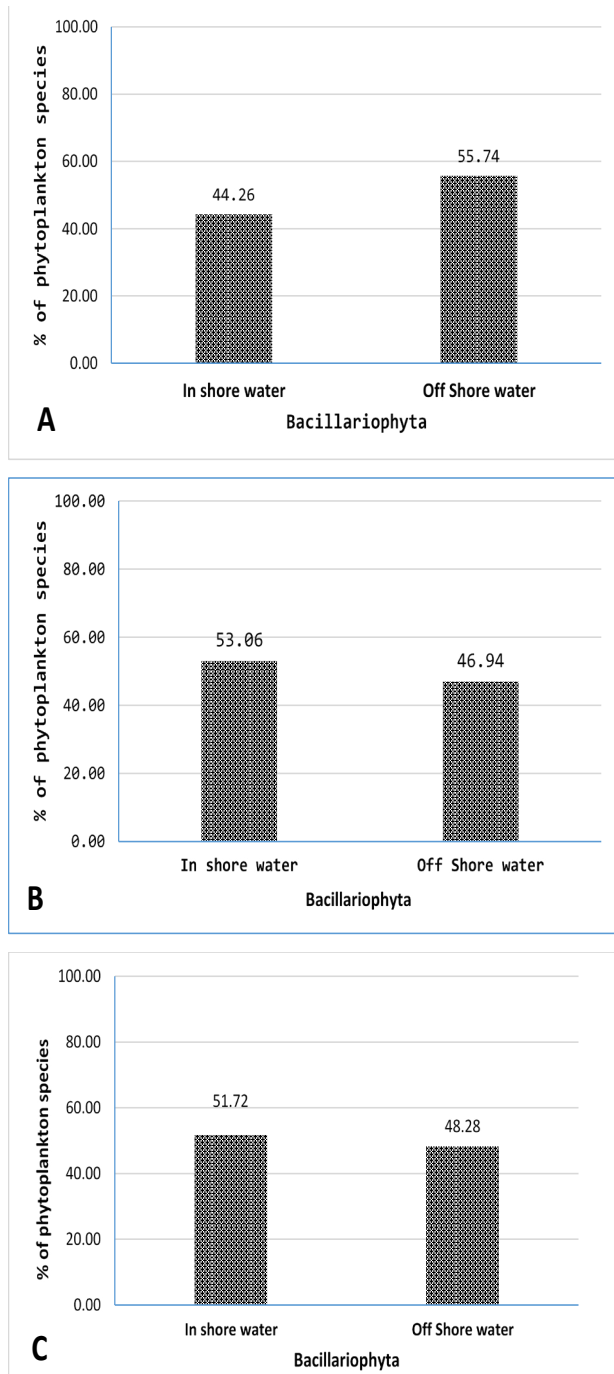 100.00
80.00
60.00
40.00
20.00
0.00
% of phytoplankton species
44.26
55.74
In shore water
Off Shore water
A
Bacillariophyta
100.00
80.00
60.00
40.00
20.00
0.00
% of phytoplankton species
53.06
46.94
In shore water
Off Shore water
B
Bacillariophyta
100.00
80.00
60.00
40.00
20.00
0.00
% of phytoplankton species
51.72
48.28
In shore water
Off Shore water
C
Bacillariophyta